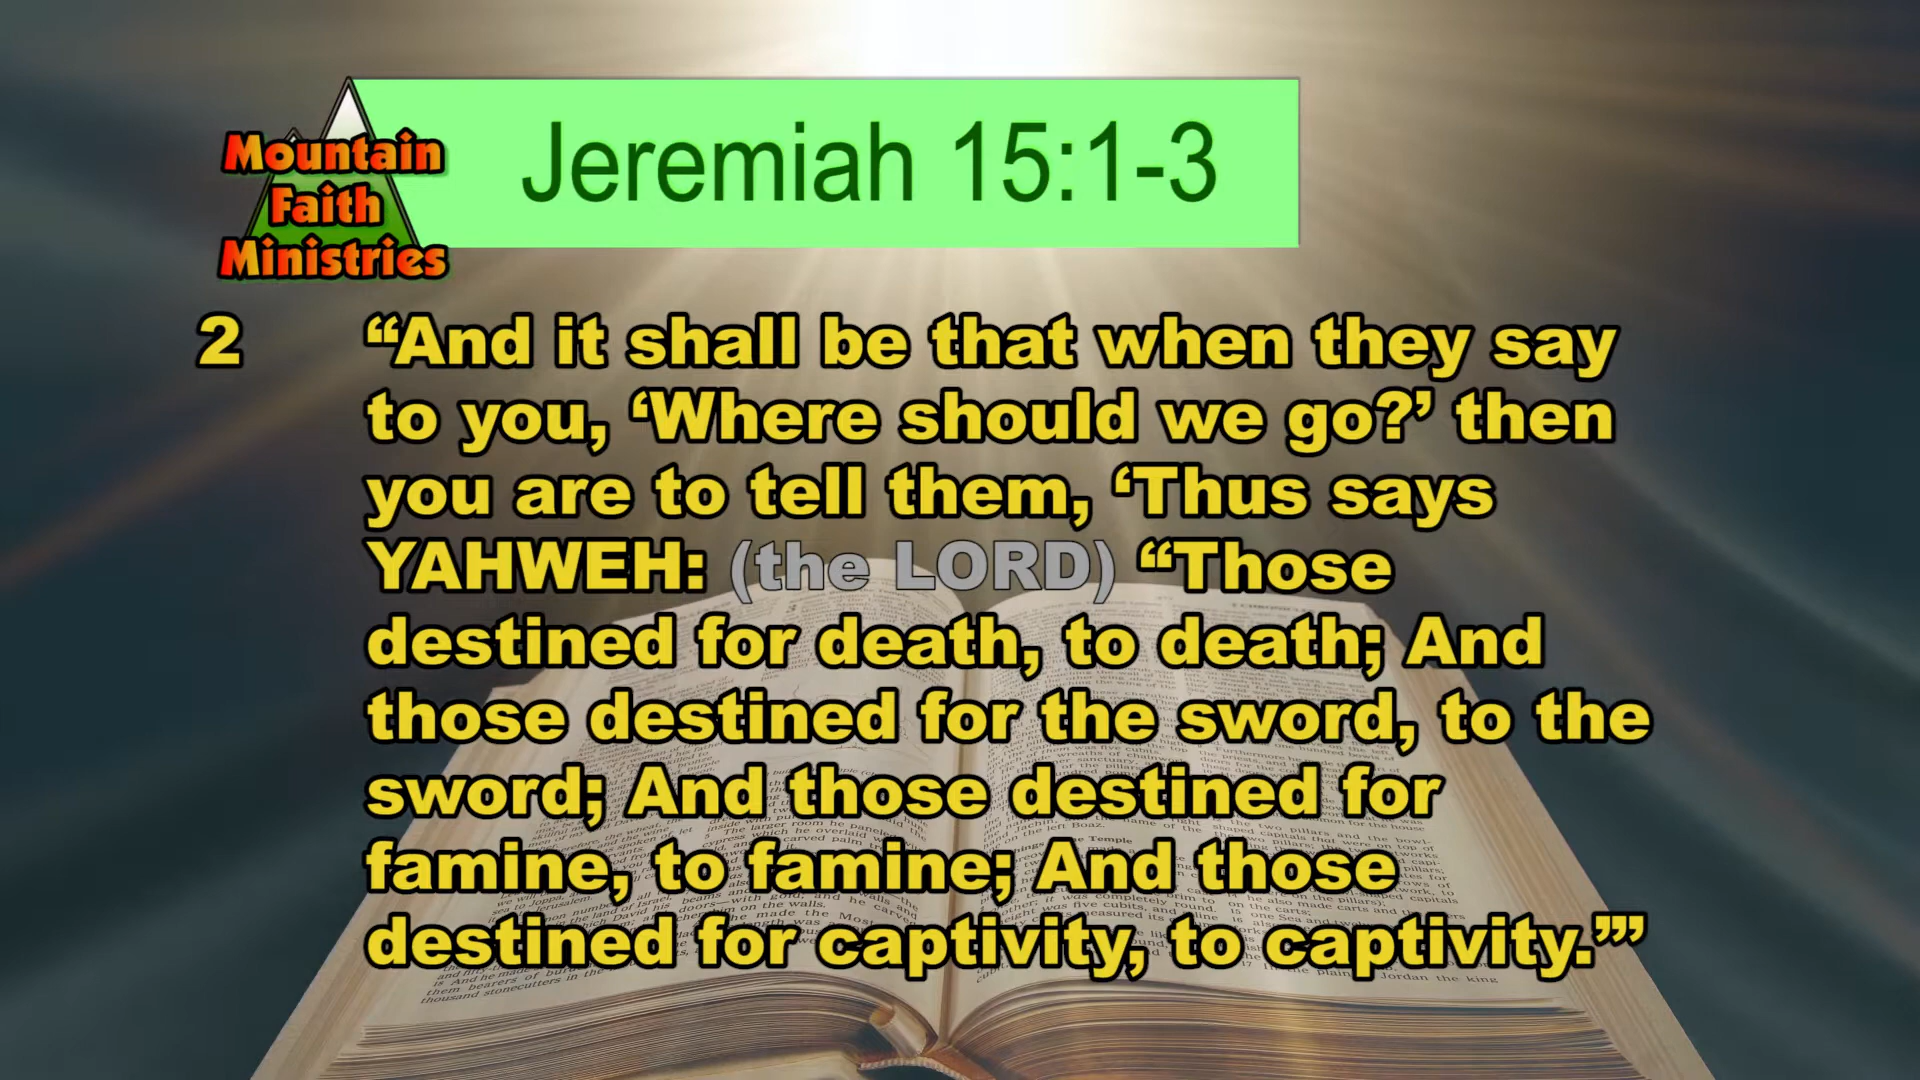 Mountain
Faith
Ministries
Jeremiah 15:1-3
2 “And it shall be that when they say
to you, ‘Where should we go?’ then
you are to tell them, ‘Thus says
YAHWEH: (the LORD) “Those
destined for death, to death; And
those destined for the sword, to the
sword; And those destined for
famine, to famine; And those
destined for captivity, to captivity.”’”